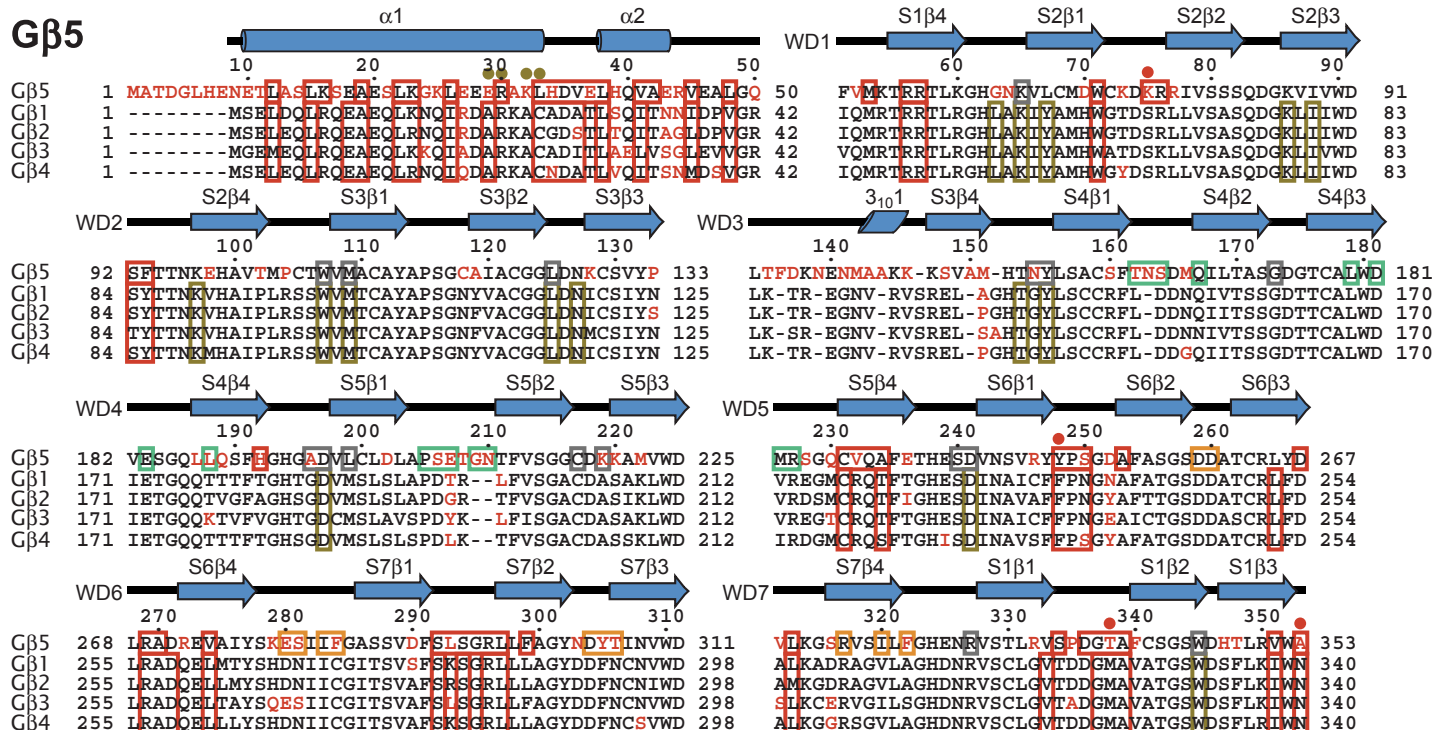 Gβ5
α1 α2 S1β4 S2β1 S2β2 S2β3
WD1
10 20 30 40 50 60 70 80 90
Gβ5 1 MATDGLHENETLASLKSEAESLKGKLEEERAKLHDVELHQVAERVEALGQ 50 FVMKTRRTLKGHGNKVLCMDWCKDKRRIVSSSQDGKVIVWD 91
Gβ1 1 --------MSELDQLRQEAEQLKNQIRDARKACADATLSQITNNIDPVGR 42 IQMRTRRTLRGHLAKIYAMHWGTDSRLLVSASQDGKLIIWD 83
Gβ2 1 --------MSELEQLRQEAEQLRNQIRDARKACGDSTLTQITAGLDPVGR 42 IQMRTRRTLRGHLAKIYAMHWGTDSRLLVSASQDGKLIIWD 83
Gβ3 1 --------MGEMEQLRQEAEQLKKQIADARKACADITLAELVSGLEVVGR 42 VQMRTRRTLRGHLAKIYAMHWATDSKLLVSASQDGKLIVWD 83
Gβ4 1 --------MSELEQLRQEAEQLRNQIQDARKACNDATLVQITSNMDSVGR 42 IQMRTRRTLRGHLAKIYAMHWGYDSRLLVSASQDGKLIIWD 83
S2β4 S3β1 S3β2 S3β3 3₁₀1 S3β4 S4β1 S4β2 S4β3
WD2 WD3
100 110 120 130 140 150 160 170 180
Gβ5 92 SFTTNKEHAVTMPCTWVMACAYAPSGCAIACGGLDNKCSVYP 133 LTFDKNENMAAKK-KSVAM-HTNYLSACSFTNSDMQILTASGDGTCALWD 181
Gβ1 84 SYTTNKVHAIPLRSSWVMTCAYAPSGNYVACGGLDNICSIYN 125 LK-TR-EGNV-RVSREL-AGHTGYLSCCRFL-DDNQIVTSSGDTTCALWD 170
Gβ2 84 SYTTNKVHAIPLRSSWVMTCAYAPSGNFVACGGLDNICSIYS 125 LK-TR-EGNV-RVSREL-PGHTGYLSCCRFL-DDNQIITSSGDTTCALWD 170
Gβ3 84 TYTTNKVHAIPLRSSWVMTCAYAPSGNFVACGGLDNMCSIYN 125 LK-SR-EGNV-KVSREL-SAHTGYLSCCRFL-DDNNIVTSSGDTTCALWD 170
Gβ4 84 SYTTNKMHAIPLRSSWVMTCAYAPSGNYVACGGLDNICSIYN 125 LK-TR-EGNV-RVSREL-PGHTGYLSCCRFL-DDGQIITSSGDTTCALWD 170
S4β4 S5β1 S5β2 S5β3 S5β4 S6β1 S6β2 S6β3
WD4 WD5
190 200 210 220 230 240 250 260
Gβ5 182 VESGQLLQSFHGHGADVLCLDLAPSETGNTFVSGGCDKKAMVWD 225 MRSGQCVQAFETHESDVNSVRYYPSGDAFASGSDDATCRLYD 267
Gβ1 171 IETGQQTTTFTGHTGDVMSLSLAPDTR--LFVSGACDASAKLWD 212 VREGMCRQTFTGHESDINAICFFPNGNAFATGSDDATCRLFD 254
Gβ2 171 IETGQQTVGFAGHSGDVMSLSLAPDGR--TFVSGACDASIKLWD 212 VRDSMCRQTFIGHESDINAVAFFPNGYAFTTGSDDATCRLFD 254
Gβ3 171 IETGQQKTVFVGHTGDCMSLAVSPDYK--LFISGACDASAKLWD 212 VREGTCRQTFTGHESDINAICFFPNGEAICTGSDDASCRLFD 254
Gβ4 171 IETGQQTTTFTGHSGDVMSLSLSPDLK--TFVSGACDASSKLWD 212 IRDGMCRQSFTGHISDINAVSFFPSGYAFATGSDDATCRLFD 254
S6β4 S7β1 S7β2 S7β3 S7β4 S1β1 S1β2 S1β3
WD6 WD7
270 280 290 300 310 320 330 340 350
Gβ5 268 LRADREVAIYSKESIIFGASSVDFSLSGRLLFAGYNDYTINVWD 311 VLKGSRVSILFGHENRVSTLRVSPDGTAFCSGSWDHTLRVWA 353
Gβ1 255 LRADQELMTYSHDNIICGITSVSFSKSGRLLLAGYDDFNCNVWD 298 ALKADRAGVLAGHDNRVSCLGVTDDGMAVATGSWDSFLKIWN 340
Gβ2 255 LRADQELLMYSHDNIICGITSVAFSRSGRLLLAGYDDFNCNIWD 298 AMKGDRAGVLAGHDNRVSCLGVTDDGMAVATGSWDSFLKIWN 340
Gβ3 255 LRADQELTAYSQESIICGITSVAFSLSGRLLFAGYDDFNCNVWD 298 SLKCERVGILSGHDNRVSCLGVTADGMAVATGSWDSFLKIWN 340
Gβ4 255 LRADQELLLYSHDNIICGITSVAFSKSGRLLLAGYDDFNCSVWD 298 ALKGGRSGVLAGHDNRVSCLGVTDDGMAVATGSWDSFLRIWN 340